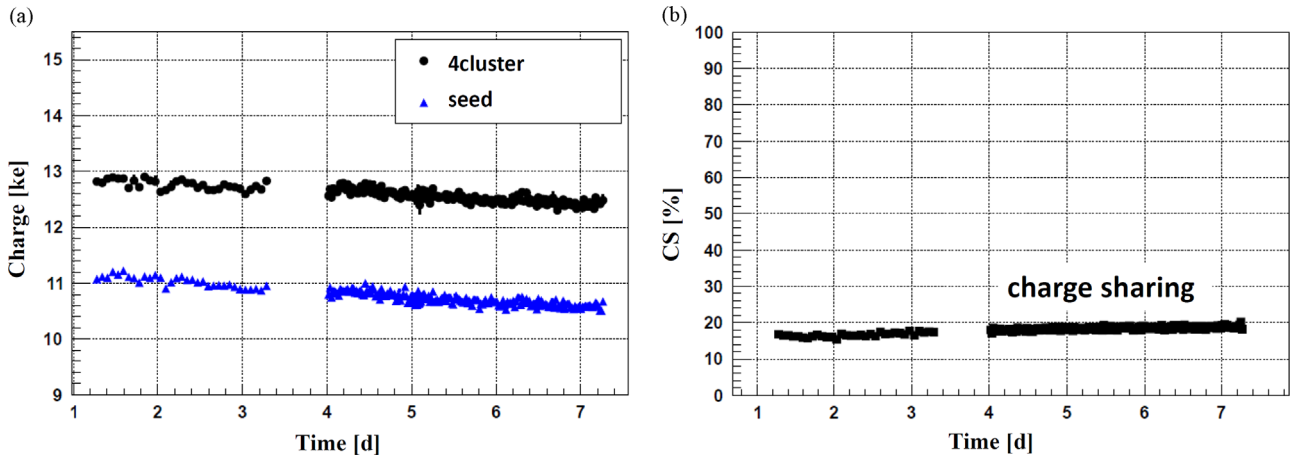 (a)
15
14
13
12
11
10
9
Charge [ke]
4cluster
seed
1 2 3 4 5 6 7
Time [d]
(b)
100
90
80
70
60
50
40
30
20
10
0
CS [%]
charge sharing
1 2 3 4 5 6 7
Time [d]